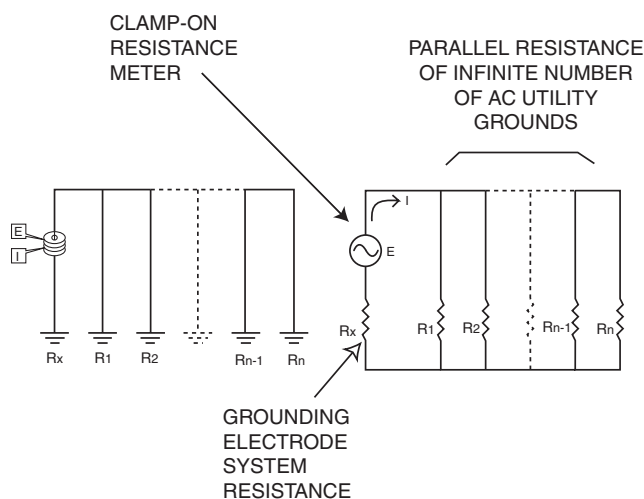 CLAMP-ON
RESISTANCE
METER
PARALLEL RESISTANCE
OF INFINITE NUMBER
OF AC UTILITY
GROUNDS
E
I
Rx
R1
R2
Rn-1
Rn
I
E
Rx
R1
R2
Rn-1
Rn
GROUNDING
ELECTRODE
SYSTEM
RESISTANCE